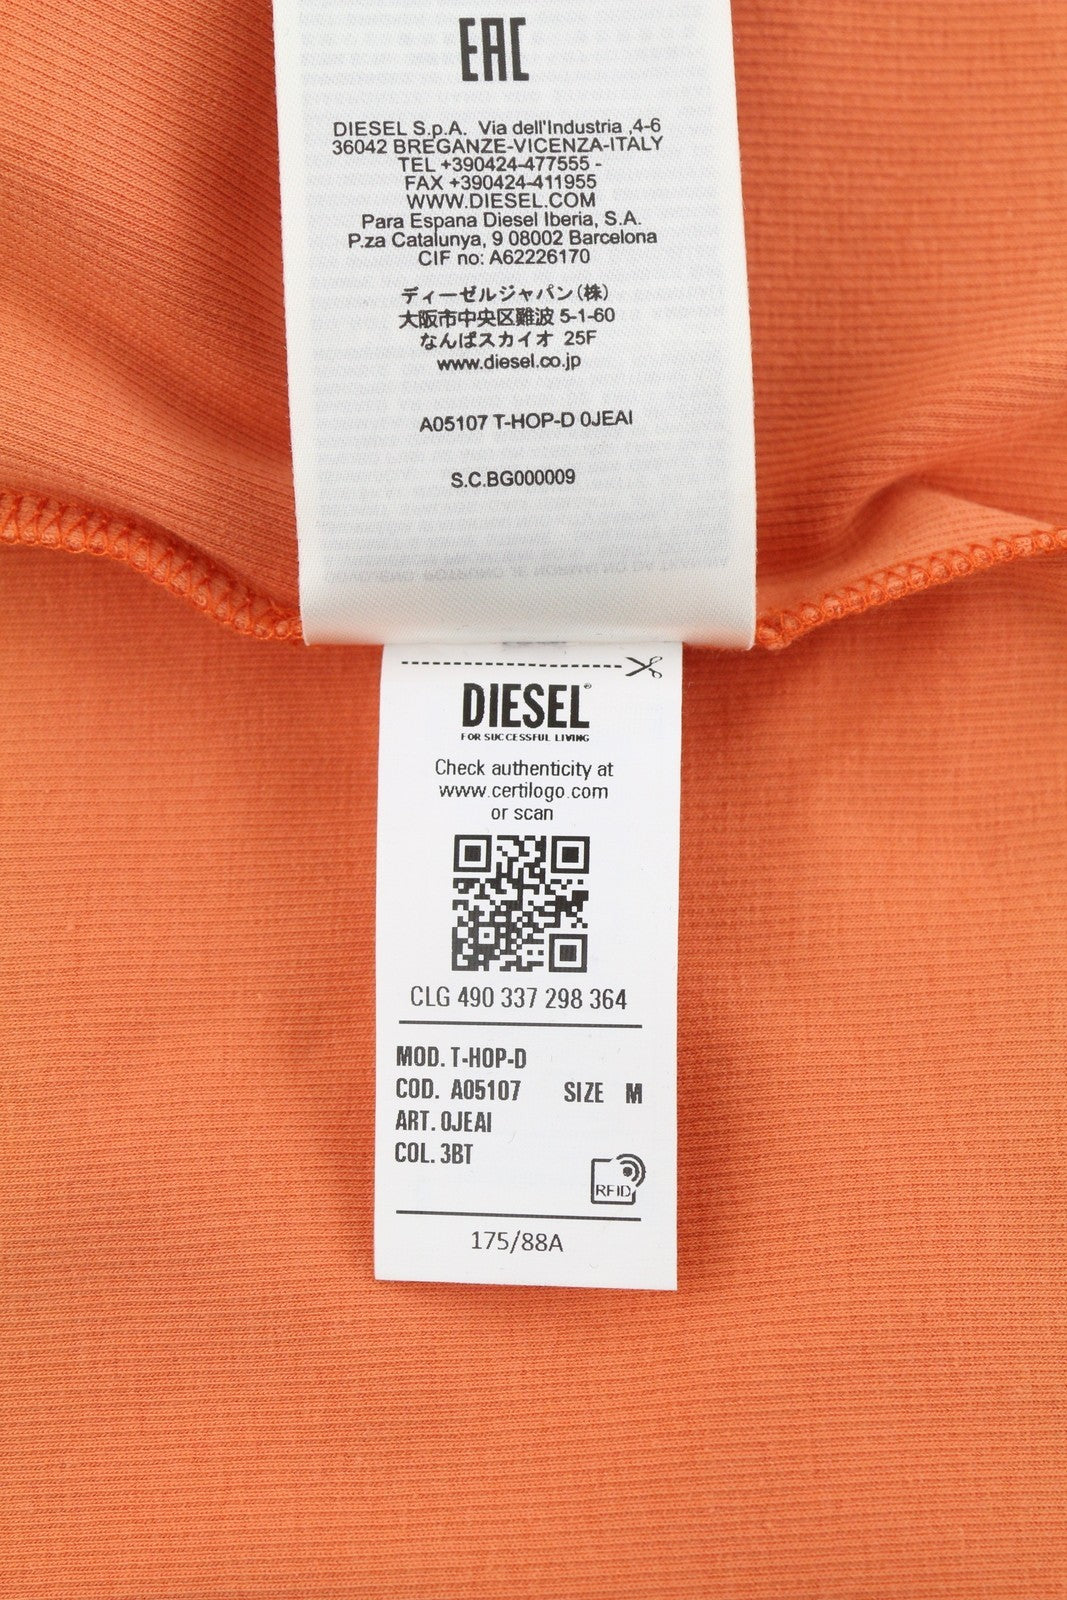 EAC
DIESEL S.p.A. Via dell'Industria ,4-6
36042 BREGANZE-VICENZA-ITALY
TEL +390424-477555 -
FAX +390424-411955
WWW.DIESEL.COM
Para Espana Diesel Iberia, S.A.
P.za Catalunya, 9 08002 Barcelona
CIF no: A62226170
ディーゼルジャパン(株)
大阪市中央区難波 5-1-60
なんばスカイオ 25F
www.diesel.co.jp
A05107 T-HOP-D 0JEAI
S.C.BG000009
DIESEL®
FOR SUCCESSFUL LIVING
Check authenticity at
www.certilogo.com
or scan
CLG 490 337 298 364
MOD. T-HOP-D
COD. A05107 SIZE M
ART. 0JEAI
COL. 3BT
RFID
175/88A